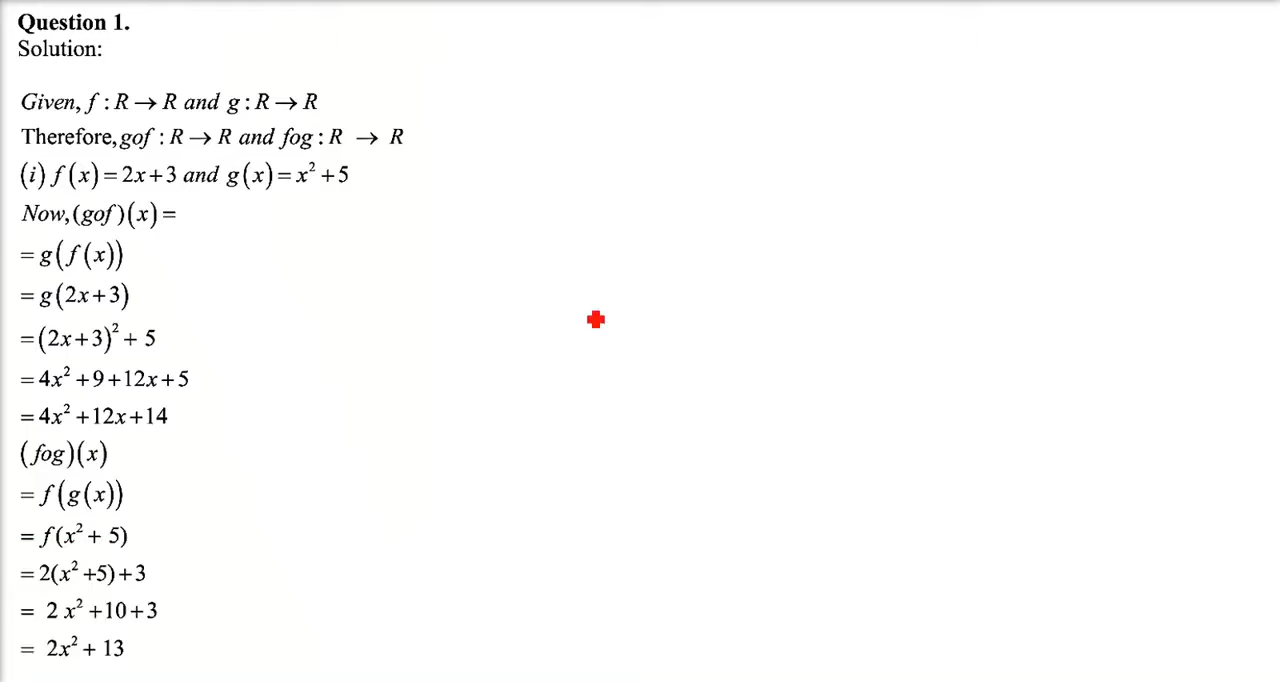 Question 1.
Solution:
Given, f : R → R and g : R → R
Therefore, gof : R → R and fog : R → R
(i) f(x) = 2x+3 and g(x) = x² +5
Now, (gof)(x) =
= g(f(x))
= g(2x+3)
= (2x+3)² + 5
= 4x² +9+12x+5
= 4x² +12x+14
(fog)(x)
= f(g(x))
= f(x² + 5)
= 2(x² +5)+3
= 2x² +10+3
= 2x² + 13